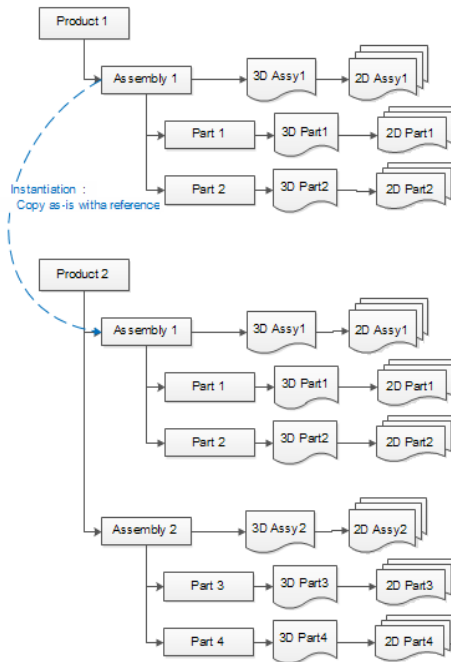 Product 1
Assembly 1
3D Assy1
2D Assy1
Part 1
3D Part1
2D Part1
Part 2
3D Part2
2D Part2
Instantiation :
Copy as-is witha reference
Product 2
Assembly 1
3D Assy1
2D Assy1
Part 1
3D Part1
2D Part1
Part 2
3D Part2
2D Part2
Assembly 2
3D Assy2
2D Assy2
Part 3
3D Part3
2D Part3
Part 4
3D Part4
2D Part4